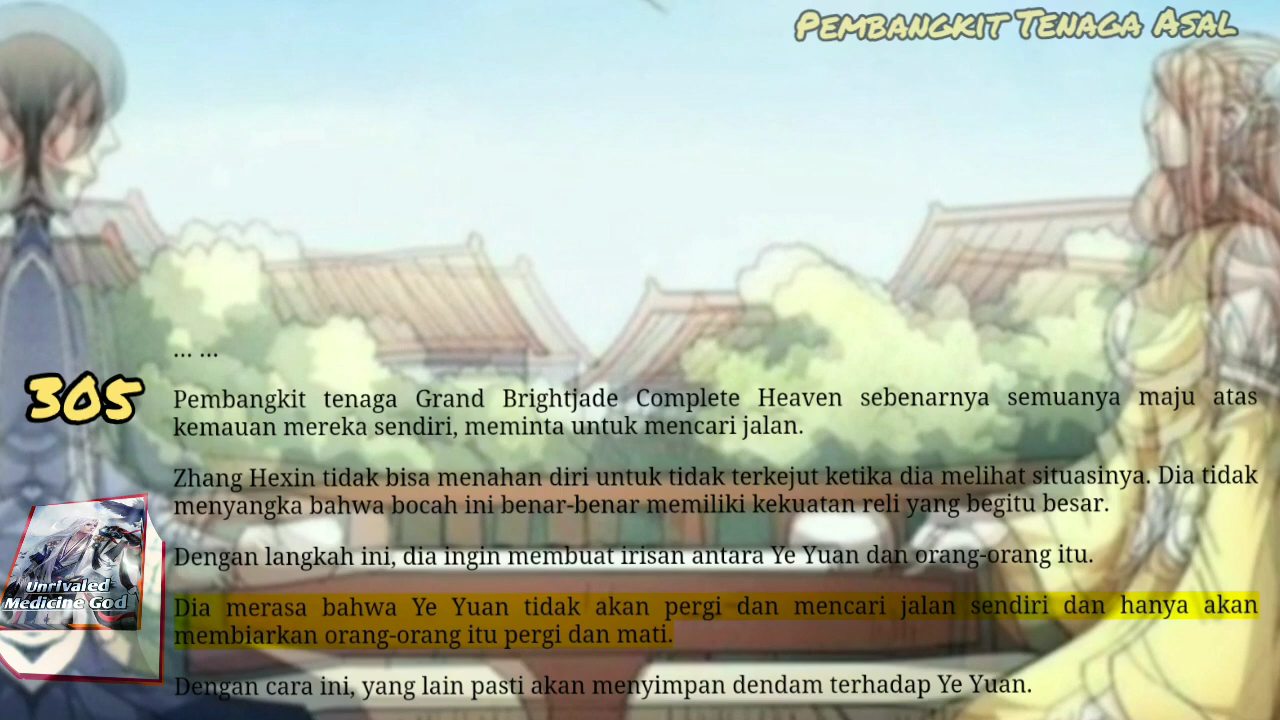 Pembangkit Tenaga Asal
... ...
305
Pembangkit tenaga Grand Brightjade Complete Heaven sebenarnya semuanya maju atas
kemauan mereka sendiri, meminta untuk mencari jalan.
Zhang Hexin tidak bisa menahan diri untuk tidak terkejut ketika dia melihat situasinya. Dia tidak
menyangka bahwa bocah ini benar-benar memiliki kekuatan reli yang begitu besar.
Dengan langkah ini, dia ingin membuat irisan antara Ye Yuan dan orang-orang itu.
Dia merasa bahwa Ye Yuan tidak akan pergi dan mencari jalan sendiri dan hanya akan
membiarkan orang-orang itu pergi dan mati.
Dengan cara ini, yang lain pasti akan menyimpan dendam terhadap Ye Yuan.
Unrivaled
Medicine God